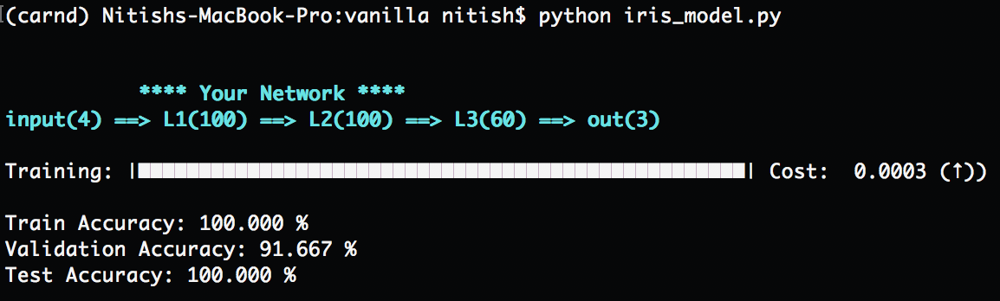 (carnd) Nitishs-MacBook-Pro:vanilla nitish$ python iris_model.py
**** Your Network ****
input(4) ==> L1(100) ==> L2(100) ==> L3(60) ==> out(3)
Training: |██████████████████████████████████████████████████| Cost:  0.0003 (↑))
Train Accuracy: 100.000 %
Validation Accuracy: 91.667 %
Test Accuracy: 100.000 %